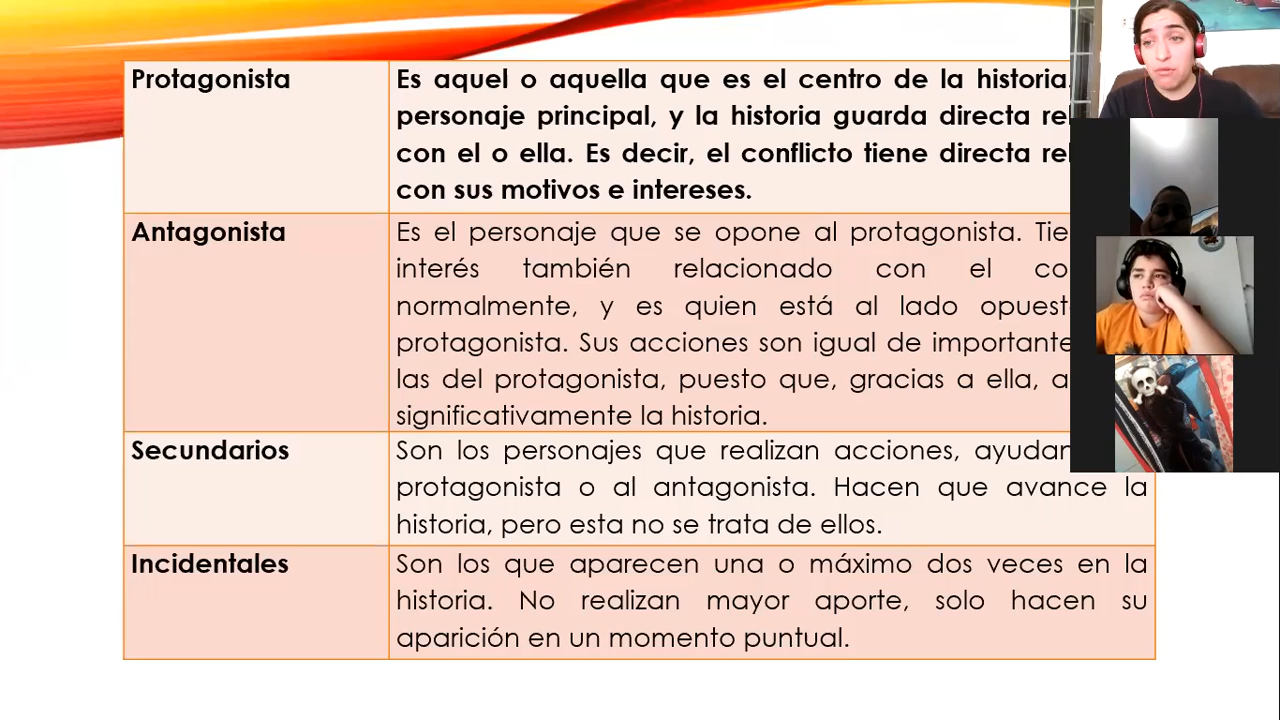 Protagonista
Es aquel o aquella que es el centro de la historia.
personaje principal, y la historia guarda directa
con el o ella. Es decir, el conflicto tiene directa
con sus motivos e intereses.
Antagonista
Es el personaje que se opone al protagonista.
interés también relacionado con el
normalmente, y es quien está al lado
protagonista. Sus acciones son igual de
las del protagonista, puesto que, gracias a ella,
significativamente la historia.
Secundarios
Son los personajes que realizan acciones,
protagonista o al antagonista. Hacen que avance la
historia, pero esta no se trata de ellos.
Incidentales
Son los que aparecen una o máximo dos veces en la
historia. No realizan mayor aporte, solo hacen su
aparición en un momento puntual.